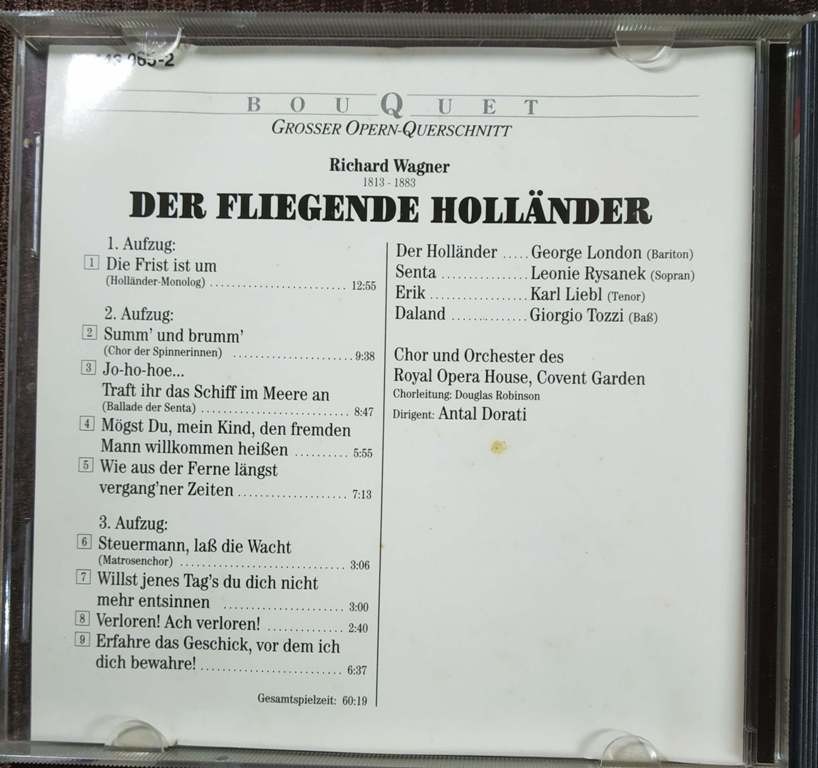 065-2
BOUQUET
GROSSER OPERN-QUERSCHNITT
Richard Wagner
1813 - 1883
DER FLIEGENDE HOLLÄNDER
1. Aufzug:
1 Die Frist ist um
(Holländer-Monolog) ........................ 12:55
2. Aufzug:
2 Summ' und brumm'
(Chor der Spinnerinnen) ..................... 9:38
3 Jo-ho-hoe...
Traft ihr das Schiff im Meere an
(Ballade der Senta) .......................... 8:47
4 Mögst Du, mein Kind, den fremden
Mann willkommen heißen .......... 5:55
5 Wie aus der Ferne längst
vergang'ner Zeiten .................... 7:13
3. Aufzug:
6 Steuermann, laß die Wacht
(Matrosenchor) .............................. 3:06
7 Willst jenes Tag's du dich nicht
mehr entsinnen ...................... 3:00
8 Verloren! Ach verloren! .............. 2:40
9 Erfahre das Geschick, vor dem ich
dich bewahre! .......................... 6:37
Gesamtspielzeit: 60:19
Der Holländer ..... George London (Bariton)
Senta ................ Leonie Rysanek (Sopran)
Erik .................. Karl Liebl (Tenor)
Daland .............. Giorgio Tozzi (Baß)
Chor und Orchester des
Royal Opera House, Covent Garden
Chorleitung: Douglas Robinson
Dirigent: Antal Dorati